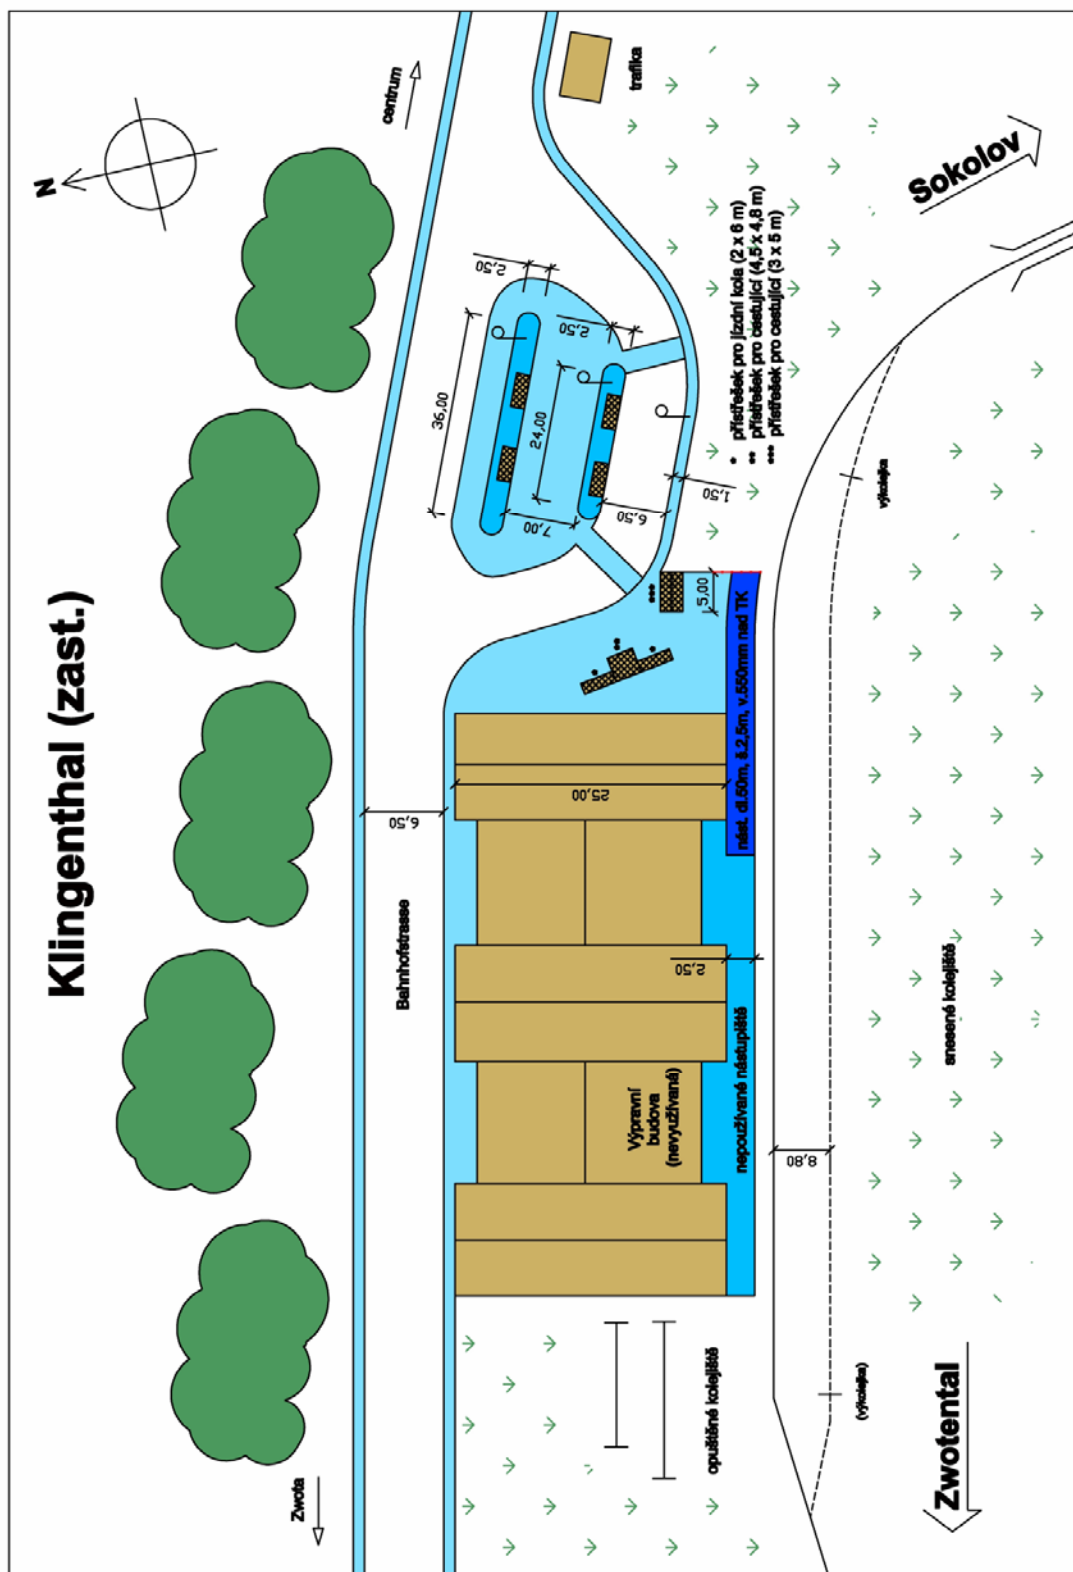 Klingenthal (zast.)
N
centrum
trafika
Sokolov
* přístřešek pro jízdní kola (2 x 6 m)
** přístřešek pro cestující (4,5 x 4,8 m)
*** přístřešek pro cestující (3 x 5 m)
2,50
36,00
2,50
24,00
7,00
6,50
1,50
výkolejka
***
5,00
**
*
*
nást. dl.50m, š.2,5m, v.550mm nad TK
6,50
25,00
Bahnhofstrasse
2,50
Výpravní
budova
(nevyužívaná)
nepoužívané nástupiště
snesené kolejiště
8,80
opuštěné kolejiště
(výkolejka)
Zwota
Zwotental